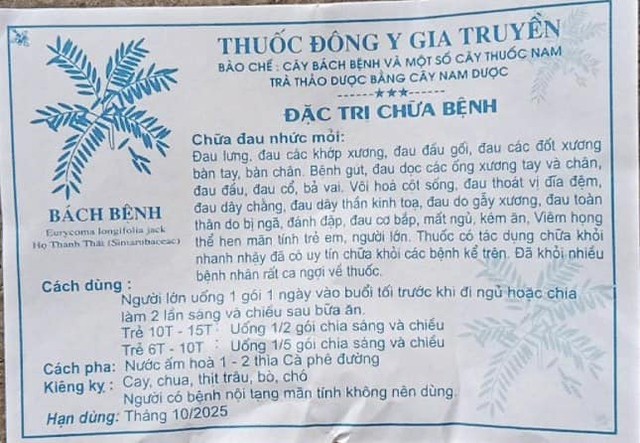 THUỐC ĐÔNG Y GIA TRUYỀN
BÀO CHẾ : CÂY BÁCH BỆNH VÀ MỘT SỐ CÂY THUỐC NAM
TRÀ THẢO DƯỢC BẰNG CÂY NAM DƯỢC
ĐẶC TRỊ CHỮA BỆNH
BÁCH BỆNH
Eurycoma longifolia jack
Họ Thanh Thái (Simarubaceac)
Chữa đau nhức mỏi:
Đau lưng, đau các khớp xương, đau đầu gối, đau các đốt xương
bàn tay, bàn chân. Bệnh gút, đau dọc các ống xương tay và chân,
đau đầu, đau cổ, bả vai. Vôi hoá cột sống, đau thoát vị đĩa đệm,
đau dây chằng, đau dây thần kinh toạ, đau do gẫy xương, đau toàn
thân do bị ngã, đánh đập, đau cơ bắp, mất ngủ, kém ăn, Viêm họng
thể hen mãn tính trẻ em, người lớn. Thuốc có tác dụng chữa khỏi
nhanh nhậy đã có uy tín chữa khỏi các bệnh kể trên. Đã khỏi nhiều
bệnh nhân rất ca ngợi về thuốc.
Cách dùng :
Người lớn uống 1 gói 1 ngày vào buổi tối trước khi đi ngủ hoặc chia
làm 2 lần sáng và chiều sau bữa ăn.
Trẻ 10T - 15T : Uống 1/2 gói chia sáng và chiều
Trẻ 6T - 10T : Uống 1/5 gói chia sáng và chiều
Cách pha: Nước ấm hoà 1 - 2 thìa Cà phê đường
Kiêng kỵ : Cay, chua, thịt trâu, bò, chó
Người có bệnh nội tạng mãn tính không nên dùng.
Hạn dùng: Tháng 10/2025